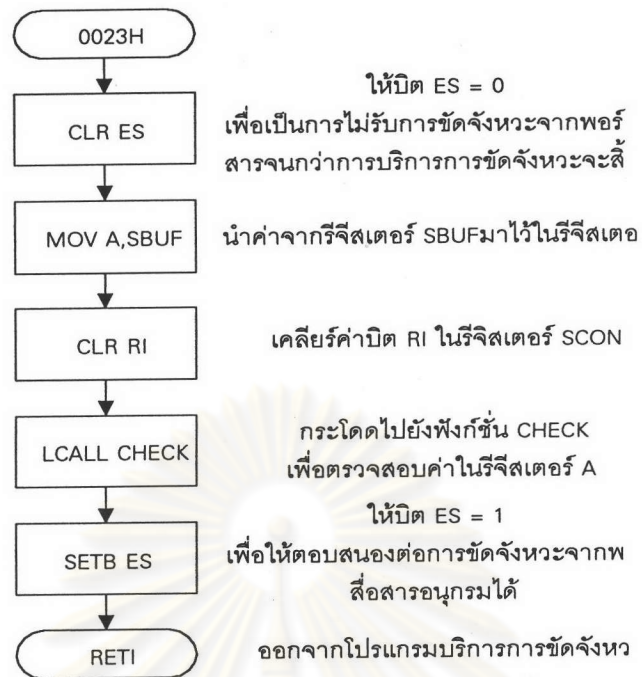 0023H
ให้บิต ES = 0
CLR ES
เพื่อเป็นการไม่รับการขัดจังหวะจากพอร์
สารจนกว่าการบริการการขัดจังหวะจะสิ้
MOV A,SBUF
นำค่าจากรีจีสเตอร์ SBUFมาไว้ในรีจีสเตอ
CLR RI
เคลียร์ค่าบิต RI ในรีจิสเตอร์ SCON
LCALL CHECK
กระโดดไปยังฟังก์ชั่น CHECK
เพื่อตรวจสอบค่าในรีจีสเตอร์ A
ให้บิต ES = 1
SETB ES
เพื่อให้ตอบสนองต่อการขัดจังหวะจากพ
สื่อสารอนุกรมได้
RETI
ออกจากโปรแกรมบริการการขัดจังหว